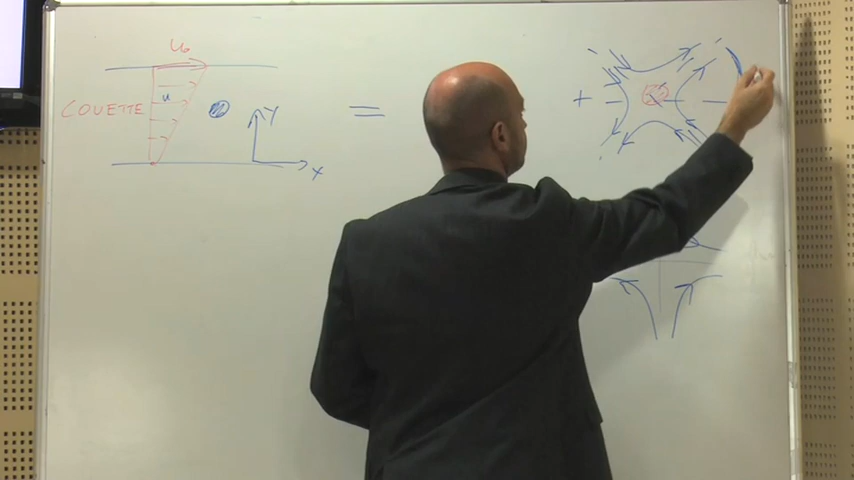 U₀
COUETTE
u
y
=
+
x